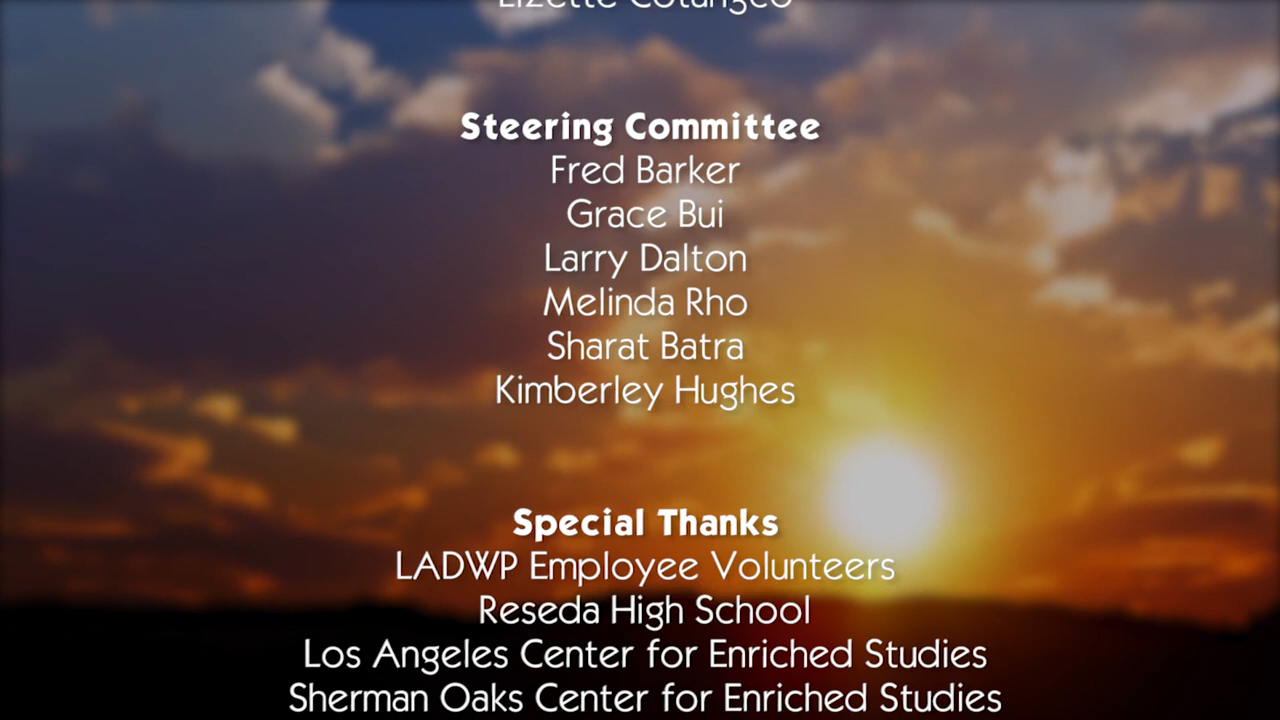 Steering Committee
Fred Barker
Grace Bui
Larry Dalton
Melinda Rho
Sharat Batra
Kimberley Hughes
Special Thanks
LADWP Employee Volunteers
Reseda High School
Los Angeles Center for Enriched Studies
Sherman Oaks Center for Enriched Studies